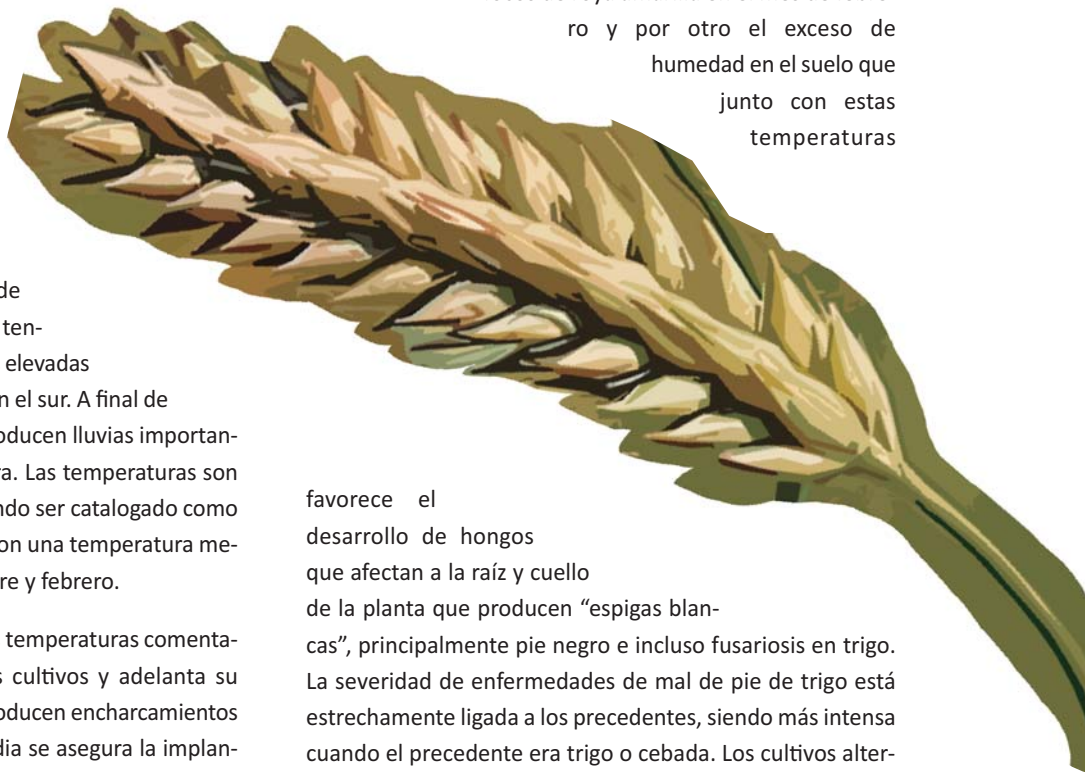 de
ten-
elevadas
n el sur. A final de
oducen lluvias importan-
ra. Las temperaturas son
ndo ser catalogado como
on una temperatura me-
re y febrero.
temperaturas comenta-
s cultivos y adelanta su
oducen encharcamientos
dia se asegura la implan-
ro y por otro el exceso de
humedad en el suelo que
junto con estas
temperaturas
favorece el
desarrollo de hongos
que afectan a la raíz y cuello
de la planta que producen “espigas blan-
cas”, principalmente pie negro e incluso fusariosis en trigo.
La severidad de enfermedades de mal de pie de trigo está
estrechamente ligada a los precedentes, siendo más intensa
cuando el precedente era trigo o cebada. Los cultivos alter-